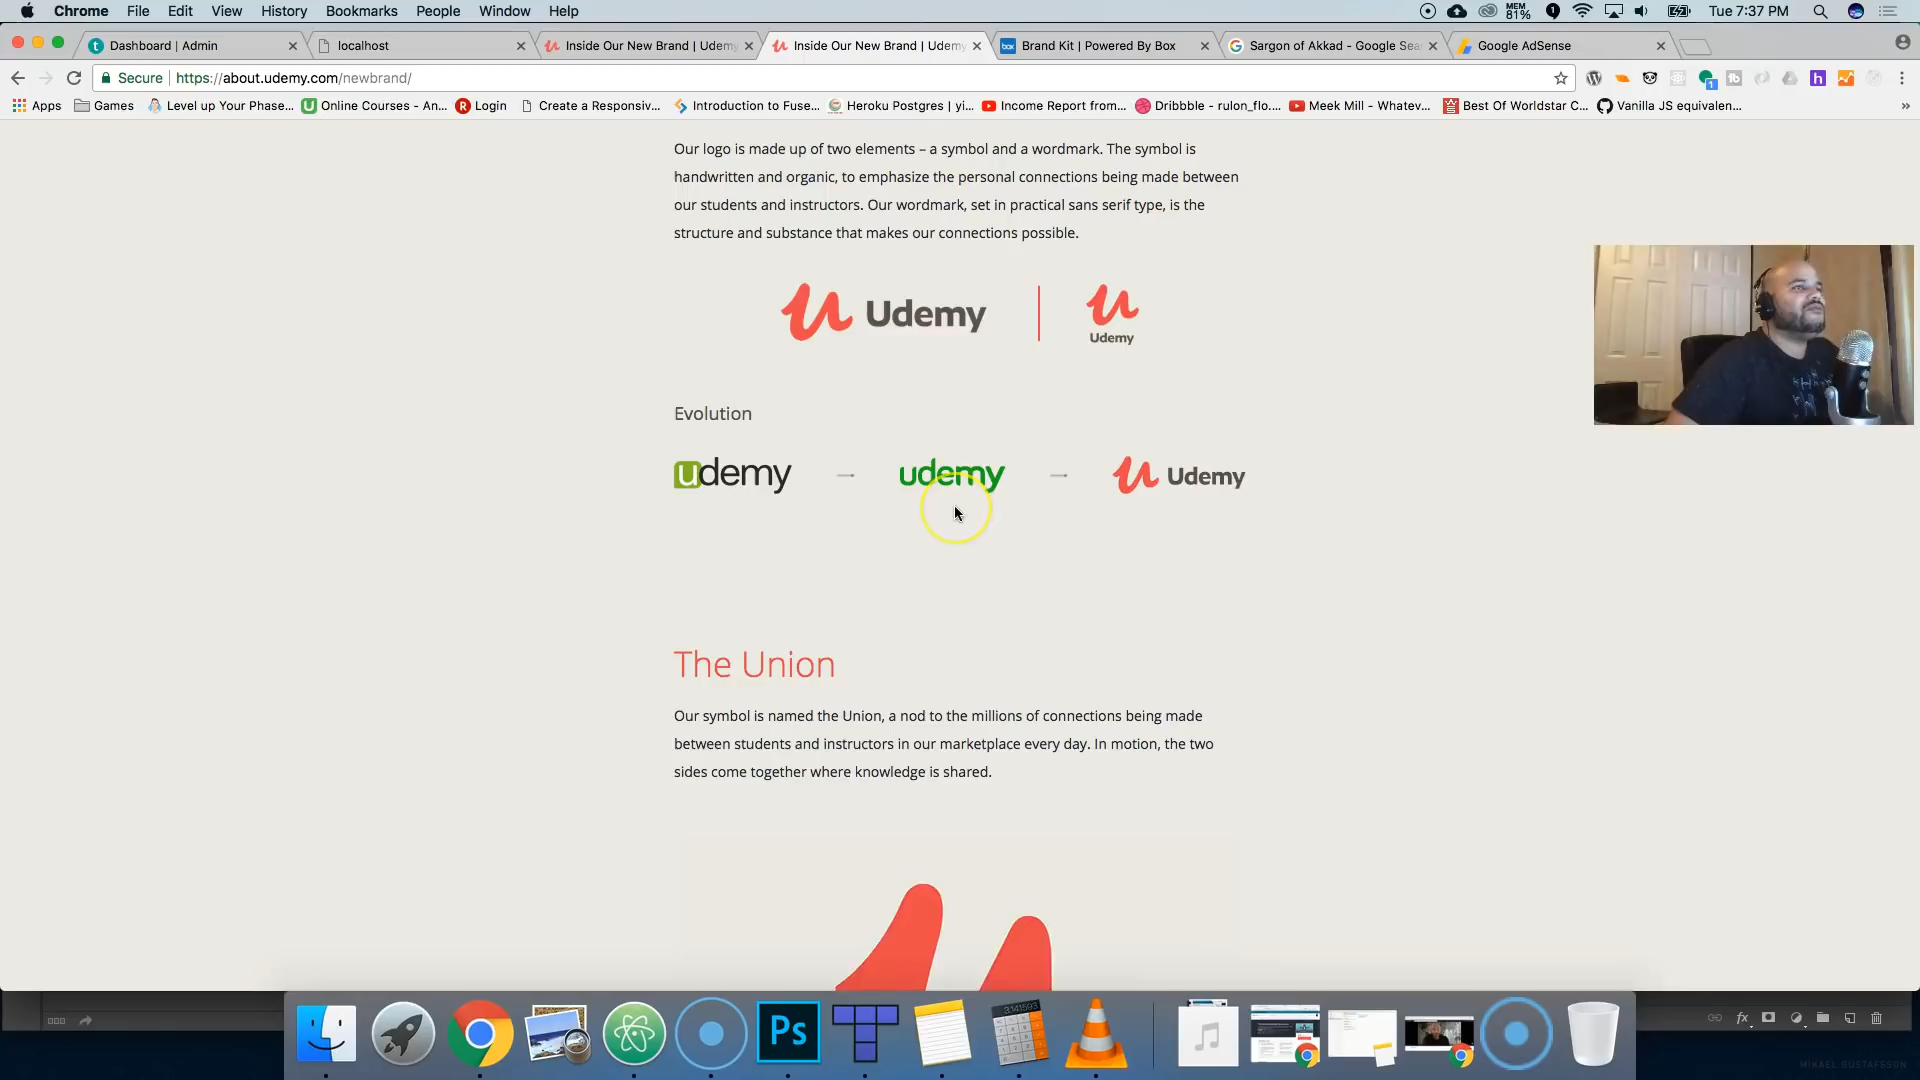 Chrome File Edit View History Bookmarks People Window Help MEM 81% Tue 7:37 PM
Dashboard | Admin localhost Inside Our New Brand | Udemy Inside Our New Brand | Udemy Brand Kit | Powered By Box Sargon of Akkad - Google Sea Google AdSense
Secure https://about.udemy.com/newbrand/
Apps Games Level up Your Phase... Online Courses - An... Login Create a Responsiv... Introduction to Fuse... Heroku Postgres | yi... Income Report from... Dribbble - rulon_flo.... Meek Mill - Whatev... Best Of Worldstar C... Vanilla JS equivalen...
Our logo is made up of two elements – a symbol and a wordmark. The symbol is
handwritten and organic, to emphasize the personal connections being made between
our students and instructors. Our wordmark, set in practical sans serif type, is the
structure and substance that makes our connections possible.
Udemy
Udemy
Evolution
udemy udemy Udemy
The Union
Our symbol is named the Union, a nod to the millions of connections being made
between students and instructors in our marketplace every day. In motion, the two
sides come together where knowledge is shared.
Ps
fx
MIKAEL GUSTAFSSON